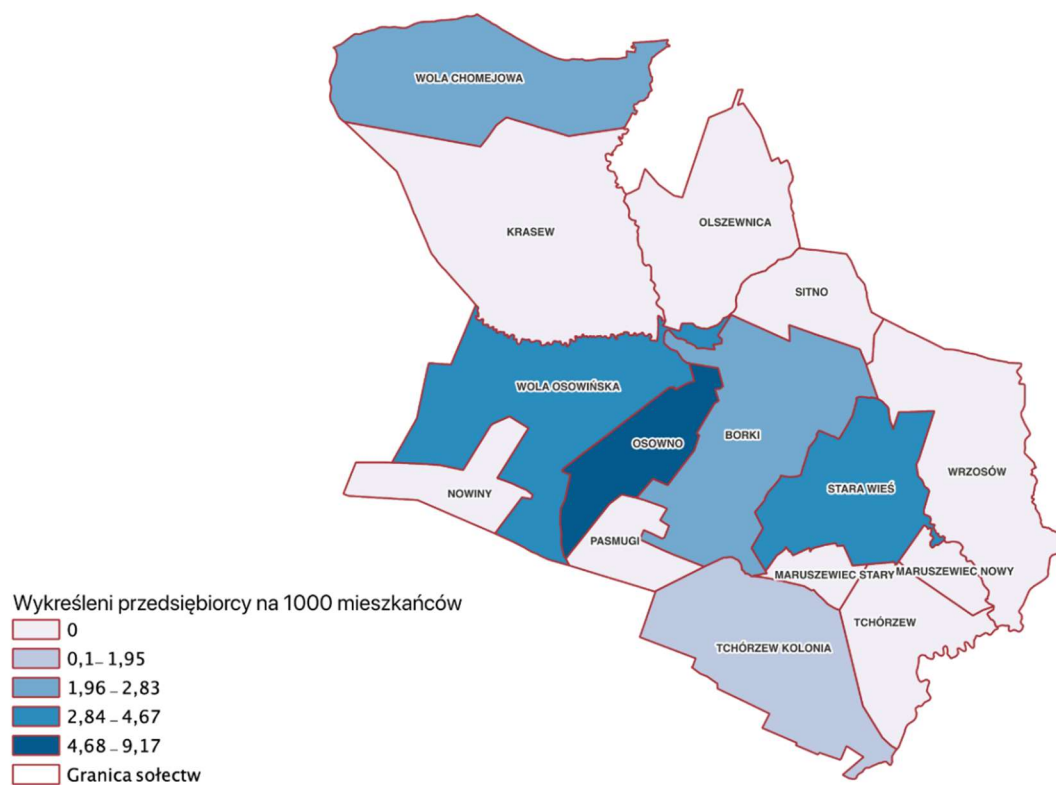 WOLA CHOMEJOWA
KRASEW
OLSZEWNICA
SITNO
WOLA OSOWIŃSKA
OSOWNO
BORKI
WRZOSÓW
STARA WIEŚ
NOWINY
PASMUGI
MARUSZEWIEC STARY
MARUSZEWIEC NOWY
TCHÓRZEW
TCHÓRZEW KOLONIA
Wykreśleni przedsiębiorcy na 1000 mieszkańców
0
0,1 – 1,95
1,96 – 2,83
2,84 – 4,67
4,68 – 9,17
Granica sołectw